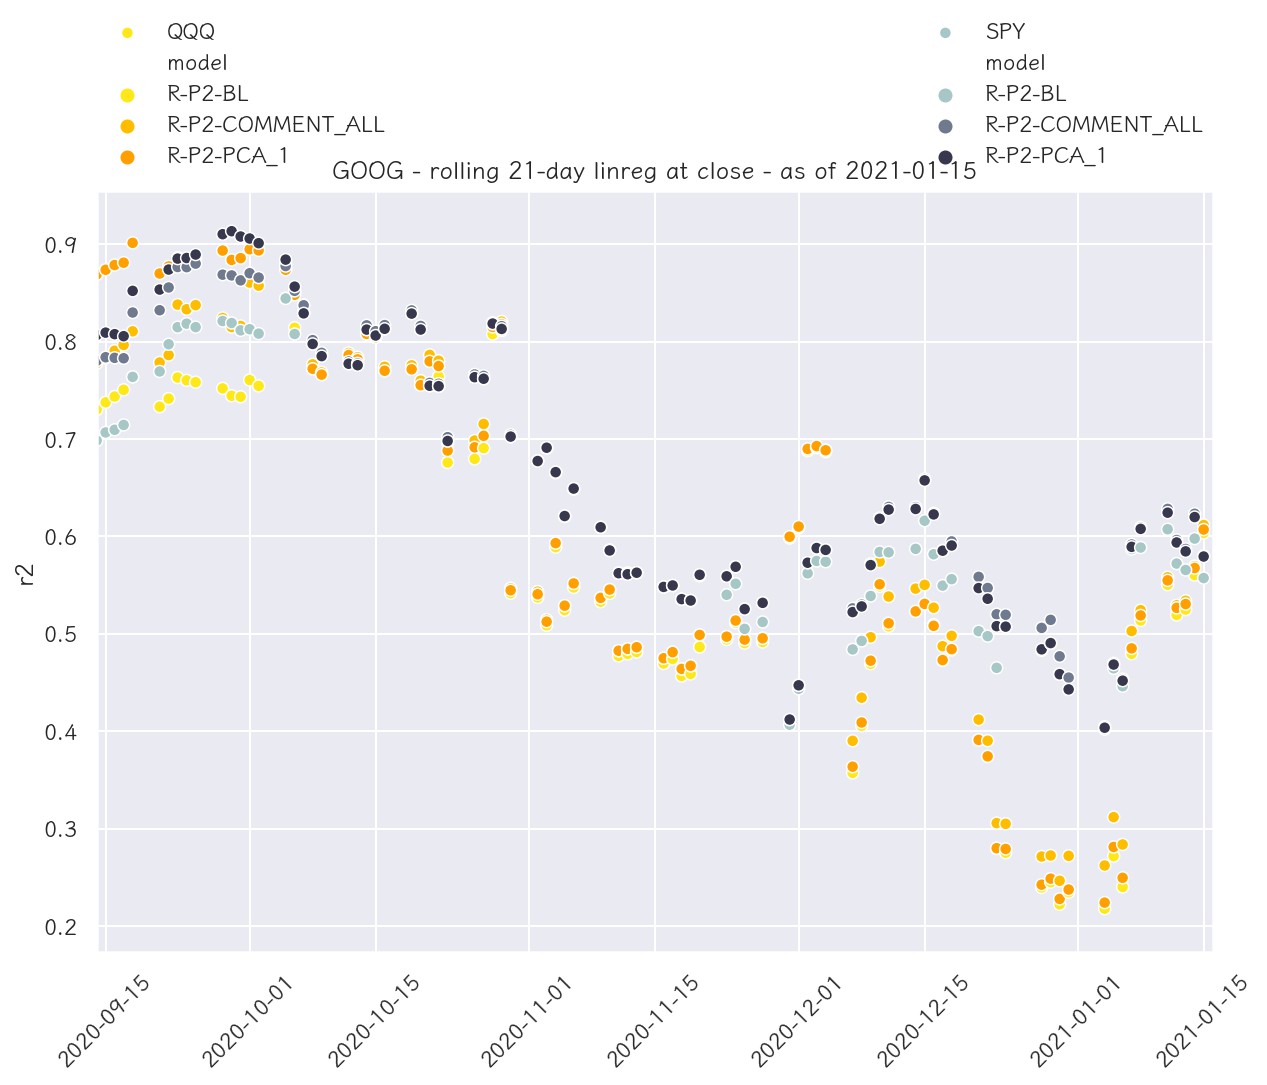 QQQ
model
R-P2-BL
R-P2-COMMENT_ALL
R-P2-PCA_1
SPY
model
R-P2-BL
R-P2-COMMENT_ALL
R-P2-PCA_1
GOOG - rolling 21-day linreg at close - as of 2021-01-15
r2
0.9
0.8
0.7
0.6
0.5
0.4
0.3
0.2
2020-09-15
2020-10-01
2020-10-15
2020-11-01
2020-11-15
2020-12-01
2020-12-15
2021-01-01
2021-01-15